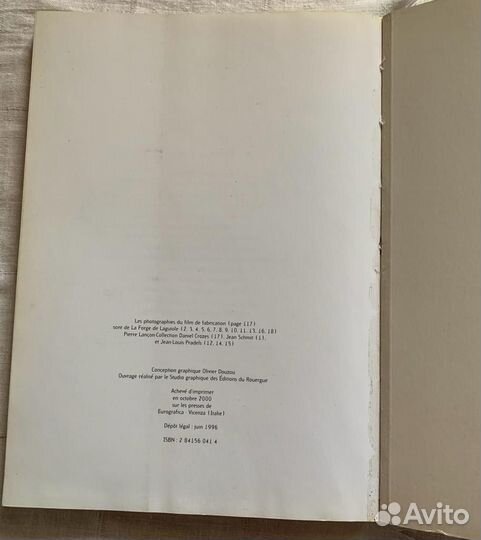 Les photographies du film de fabrication (page 117)
sont de La Forge de Laguiole (2, 3, 4, 5, 6, 7, 8, 9, 10, 11, 13, 16, 18)
Pierre Lançon-Collection Daniel Crozes (17), Jean Schmit (1),
et Jean-Louis Pradels (12, 14, 15)
Conception graphique Olivier Douzou
Ouvrage réalisé par le Studio graphique des Éditions du Rouergue
Achevé d'imprimer
en octobre 2000
sur les presses de
Eurografica - Vicenza (Italie)
Dépôt légal : juin 1996
ISBN : 2 84156 041 4
Avito